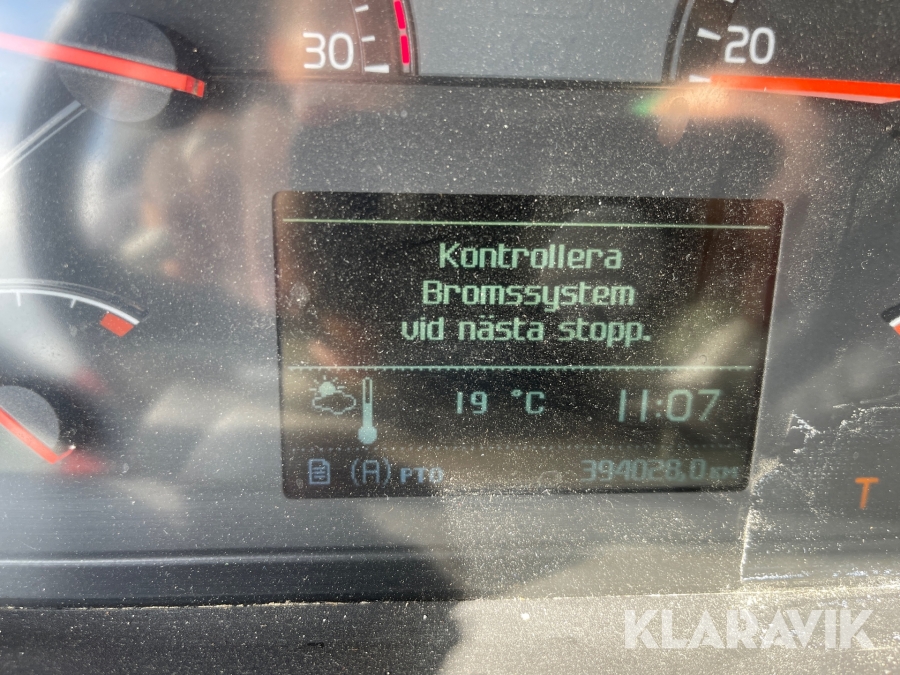 30
20
Kontrollera
Bromssystem
vid nästa stopp.
19 °C 11:07
(A) PTO 394028.0 KM
T
KLARAVIK